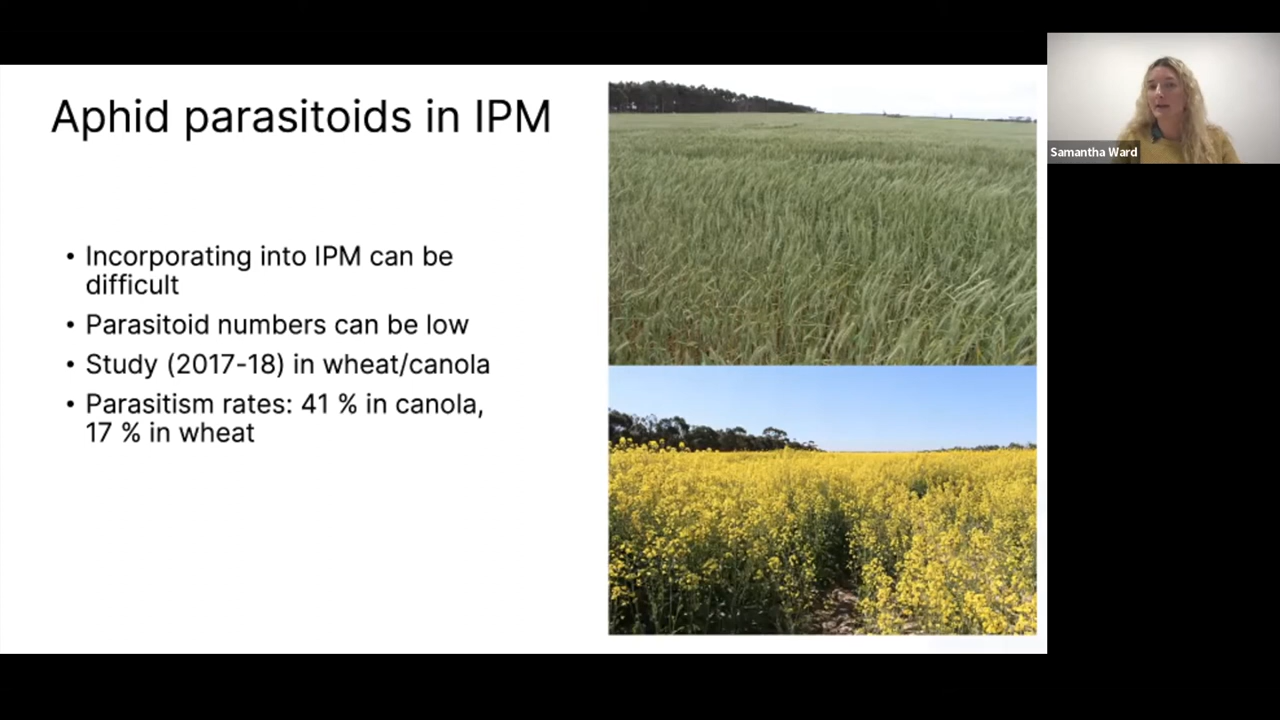 Aphid parasitoids in IPM
• Incorporating into IPM can be
difficult
• Parasitoid numbers can be low
• Study (2017-18) in wheat/canola
• Parasitism rates: 41 % in canola,
17 % in wheat
Samantha Ward